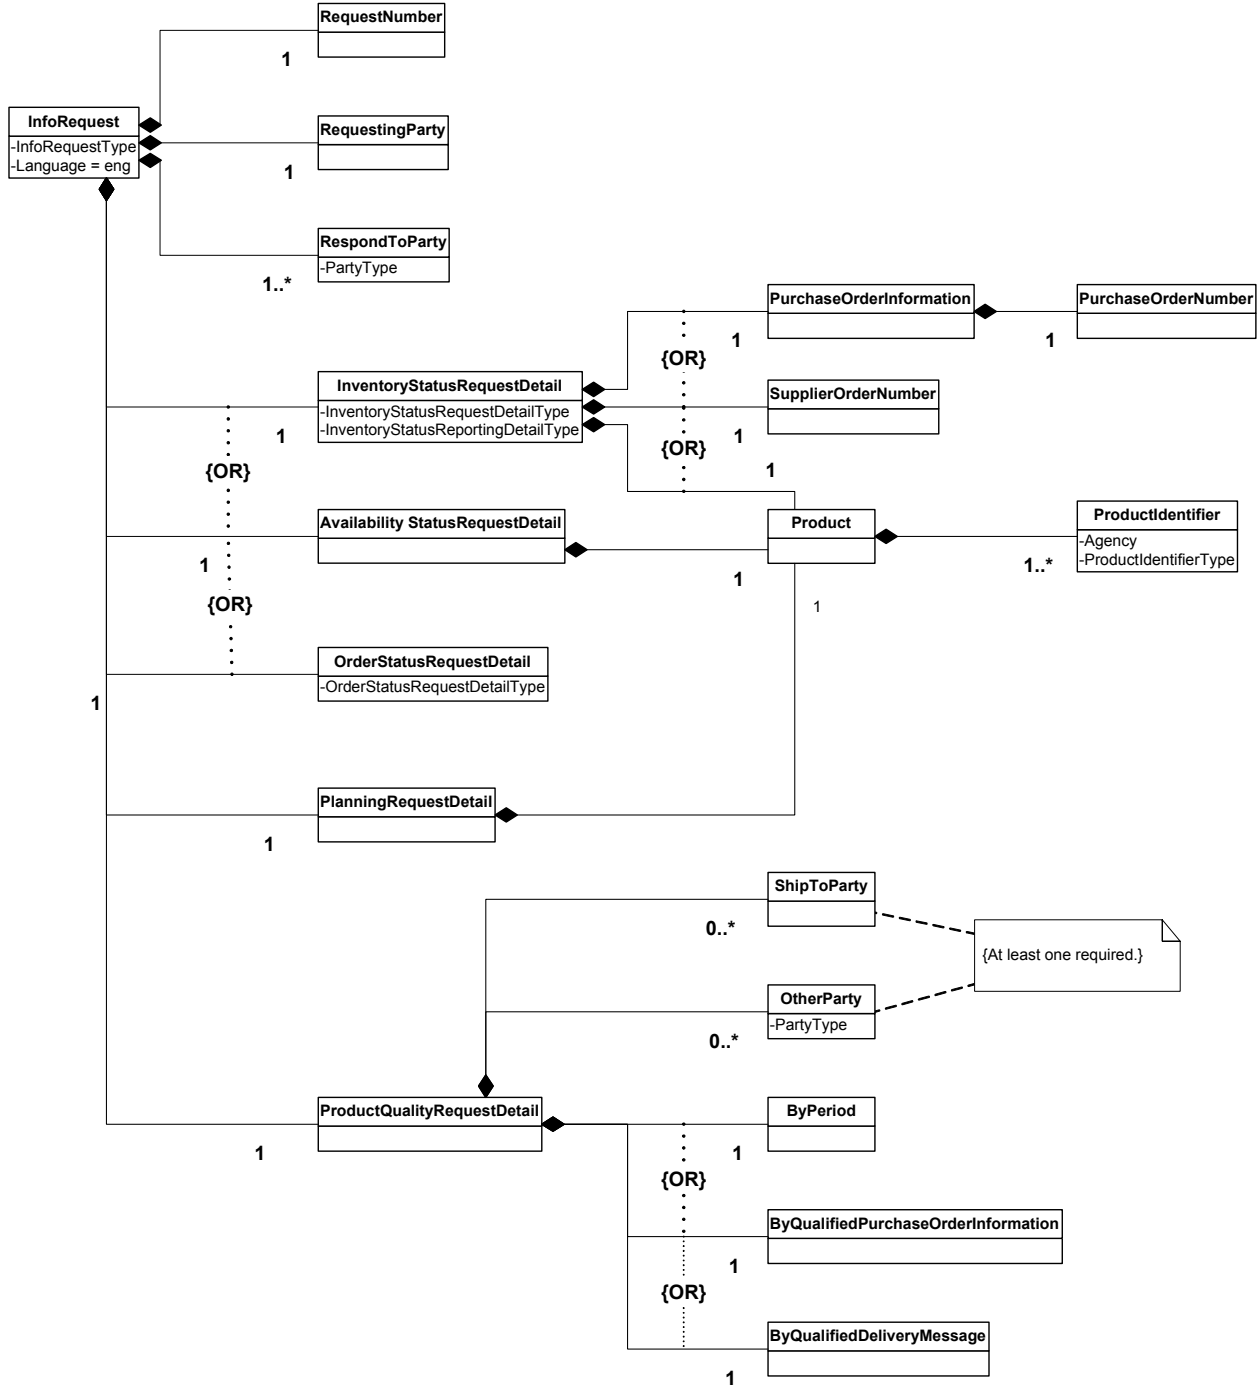 RequestNumber
1
InfoRequest
-InfoRequestType
-Language = eng
RequestingParty
1
RespondToParty
-PartyType
1..*
PurchaseOrderInformation
1
PurchaseOrderNumber
1
{OR}
InventoryStatusRequestDetail
-InventoryStatusRequestDetailType
-InventoryStatusReportingDetailType
1
SupplierOrderNumber
1
{OR}
{OR}
1
Availability StatusRequestDetail
1
Product
1
ProductIdentifier
-Agency
-ProductIdentifierType
1..*
{OR}
1
OrderStatusRequestDetail
-OrderStatusRequestDetailType
1
PlanningRequestDetail
1
ShipToParty
0..*
{At least one required.}
OtherParty
-PartyType
0..*
ProductQualityRequestDetail
1
ByPeriod
1
{OR}
ByQualifiedPurchaseOrderInformation
1
{OR}
ByQualifiedDeliveryMessage
1